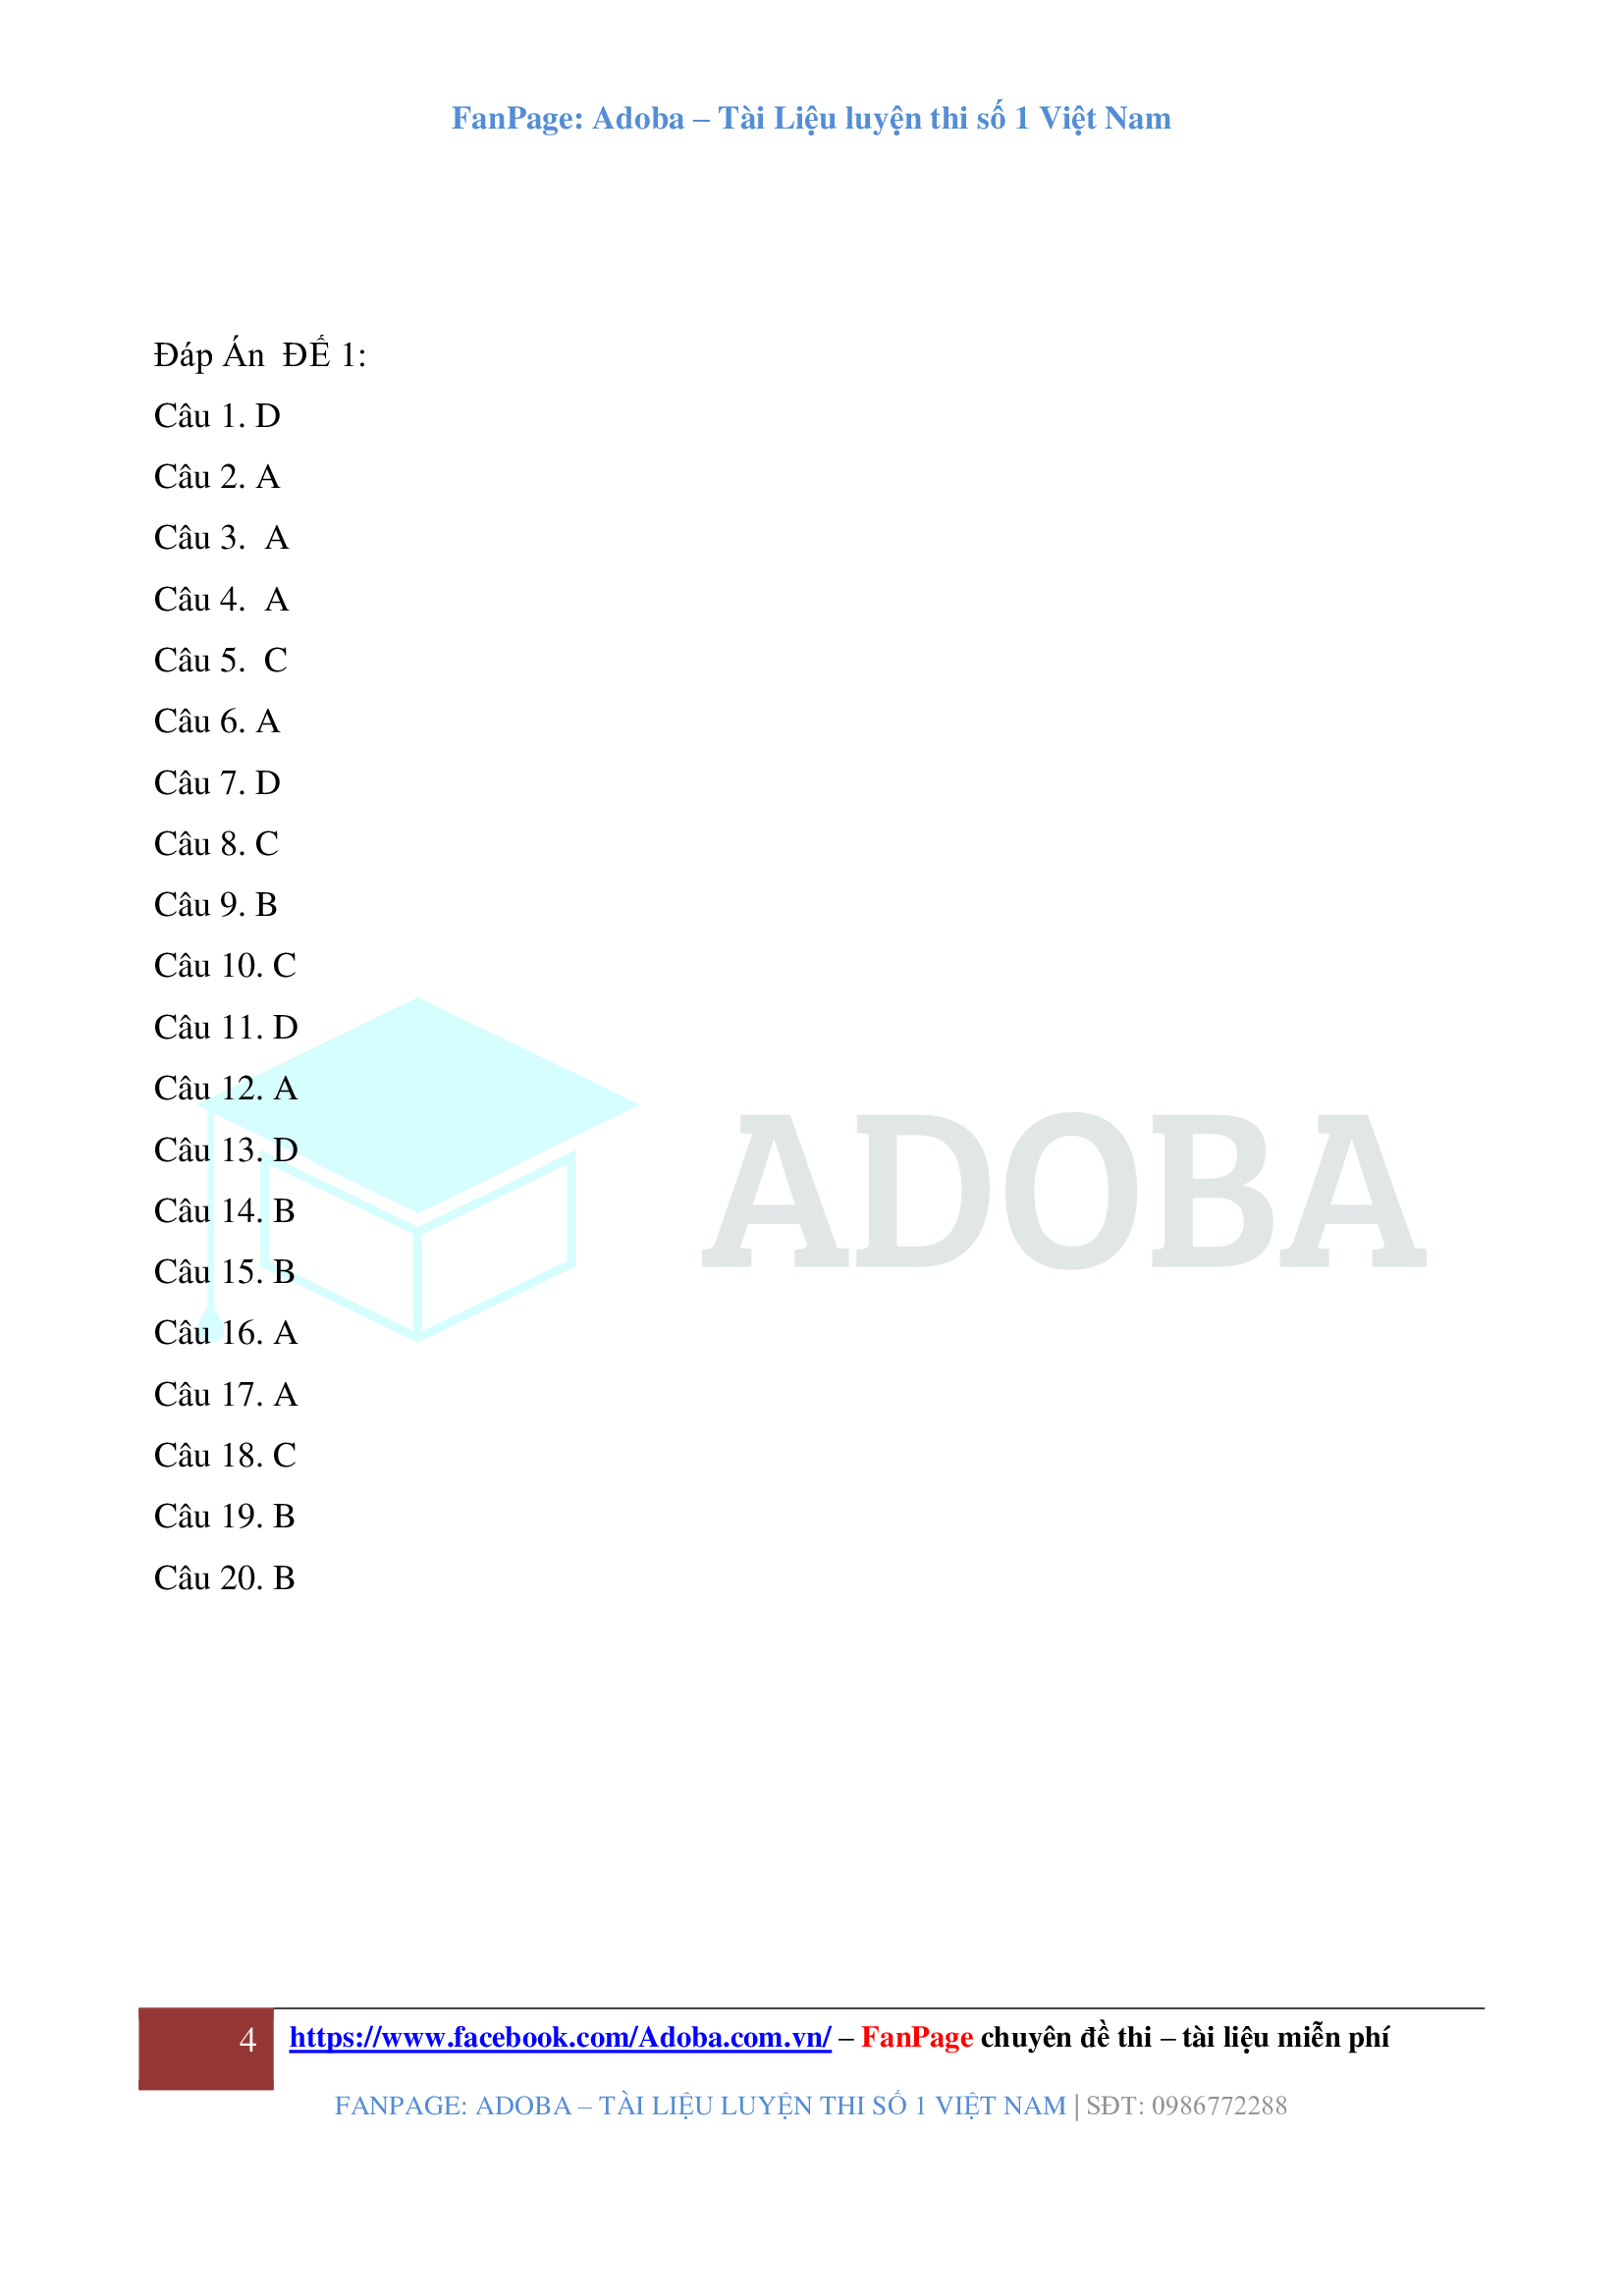 FanPage: Adoba – Tài Liệu luyện thi số 1 Việt Nam
Đáp Án  ĐẾ 1:
Câu 1. D
Câu 2. A
Câu 3.  A
Câu 4.  A
Câu 5.  C
Câu 6. A
Câu 7. D
Câu 8. C
Câu 9. B
Câu 10. C
Câu 11. D
Câu 12. A
Câu 13. D
Câu 14. B
Câu 15. B
Câu 16. A
Câu 17. A
Câu 18. C
Câu 19. B
Câu 20. B
ADOBA
4 https://www.facebook.com/Adoba.com.vn/ – FanPage chuyên đề thi – tài liệu miễn phí
FANPAGE: ADOBA – TÀI LIỆU LUYỆN THI SỐ 1 VIỆT NAM | SĐT: 0986772288